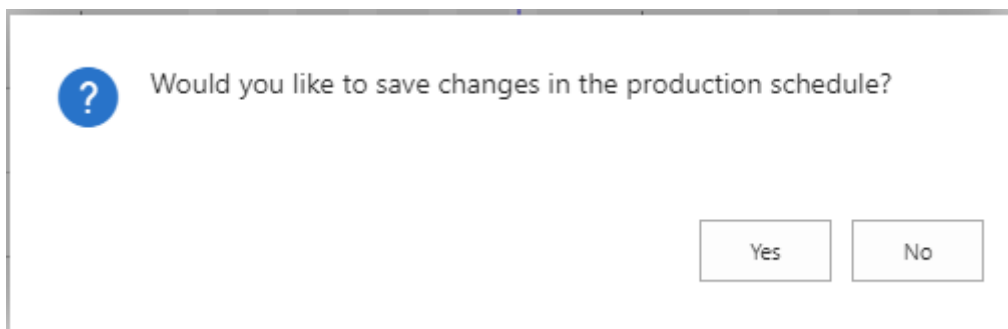 Would you like to save changes in the production schedule?
Yes
No